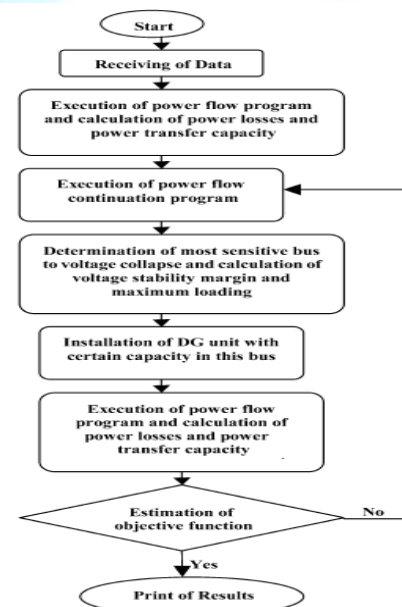 Start
Receiving of Data
Execution of power flow program
and calculation of power losses and
power transfer capacity
Execution of power flow
continuation program
Determination of most sensitive bus
to voltage collapse and calculation of
voltage stability margin and
maximum loading
Installation of DG unit with
certain capacity in this bus
Execution of power flow
program and calculation of
power losses and power
transfer capacity
Estimation of
objective function
No
Yes
Print of Results